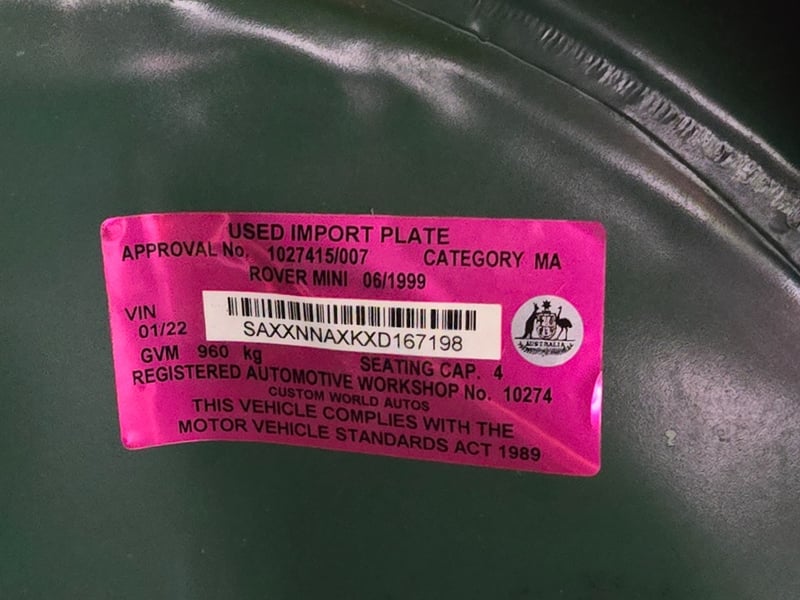 USED IMPORT PLATE
APPROVAL No. 1027415/007 CATEGORY MA
ROVER MINI 06/1999
VIN
01/22
SAXXNNAXKXD167198
AUSTRALIA
GVM 960 kg SEATING CAP. 4
REGISTERED AUTOMOTIVE WORKSHOP No. 10274
CUSTOM WORLD AUTOS
THIS VEHICLE COMPLIES WITH THE
MOTOR VEHICLE STANDARDS ACT 1989